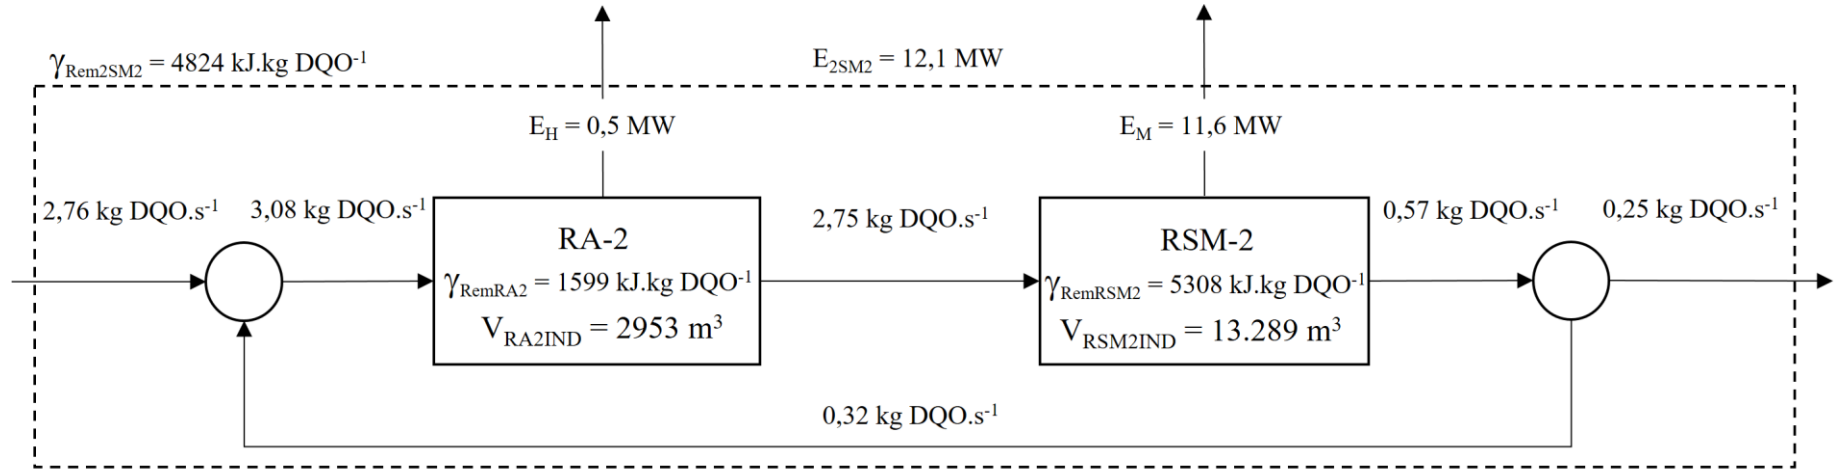 γRem2SM2 = 4824 kJ.kg DQO-1
E2SM2 = 12,1 MW
EH = 0,5 MW
EM = 11,6 MW
2,76 kg DQO.s-1
3,08 kg DQO.s-1
RA-2
γRemRA2 = 1599 kJ.kg DQO-1
VRA2IND = 2953 m3
2,75 kg DQO.s-1
RSM-2
γRemRSM2 = 5308 kJ.kg DQO-1
VRSM2IND = 13.289 m3
0,57 kg DQO.s-1
0,25 kg DQO.s-1
0,32 kg DQO.s-1